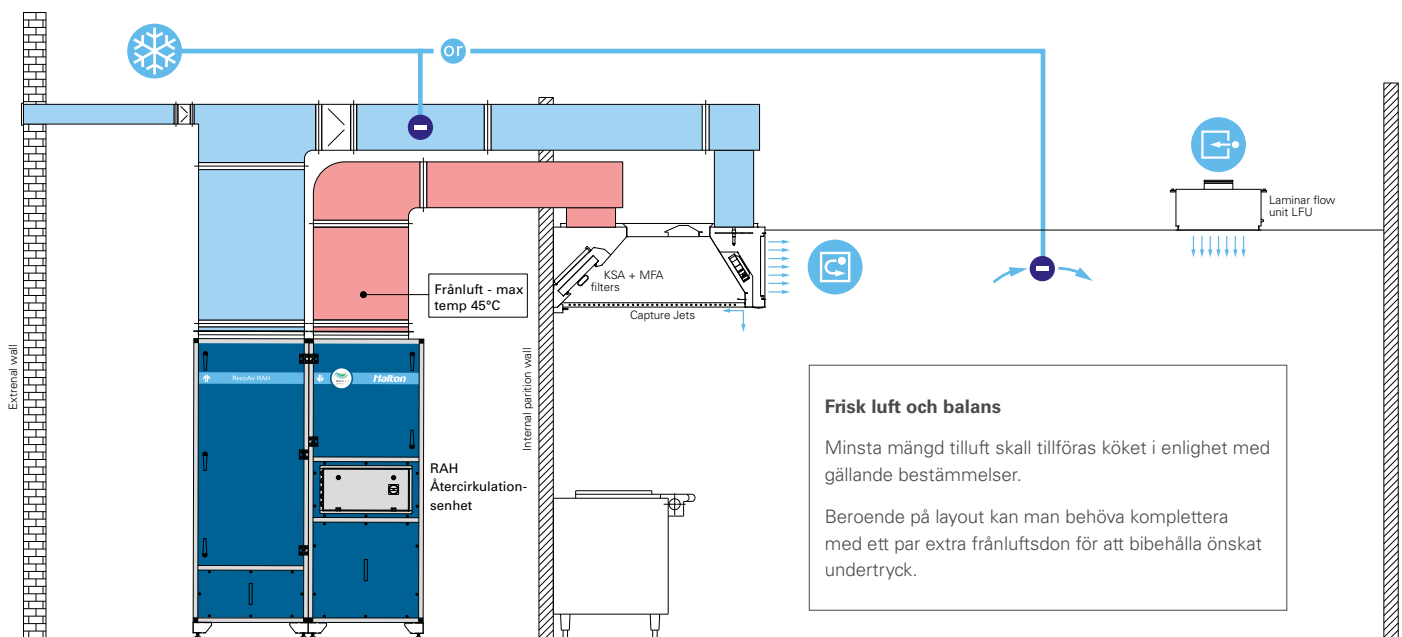 or
Laminar flow
unit LFU
KSA + MFA
filters
Capture Jets
Frånluft - max
temp 45°C
Extrenal wall
Internal parition wall
RecoAir RAH
Halton
RAH
Återcirkulation-
senhet
Frisk luft och balans
Minsta mängd tilluft skall tillföras köket i enlighet med
gällande bestämmelser.
Beroende på layout kan man behöva komplettera
med ett par extra frånluftsdon för att bibehålla önskat
undertryck.